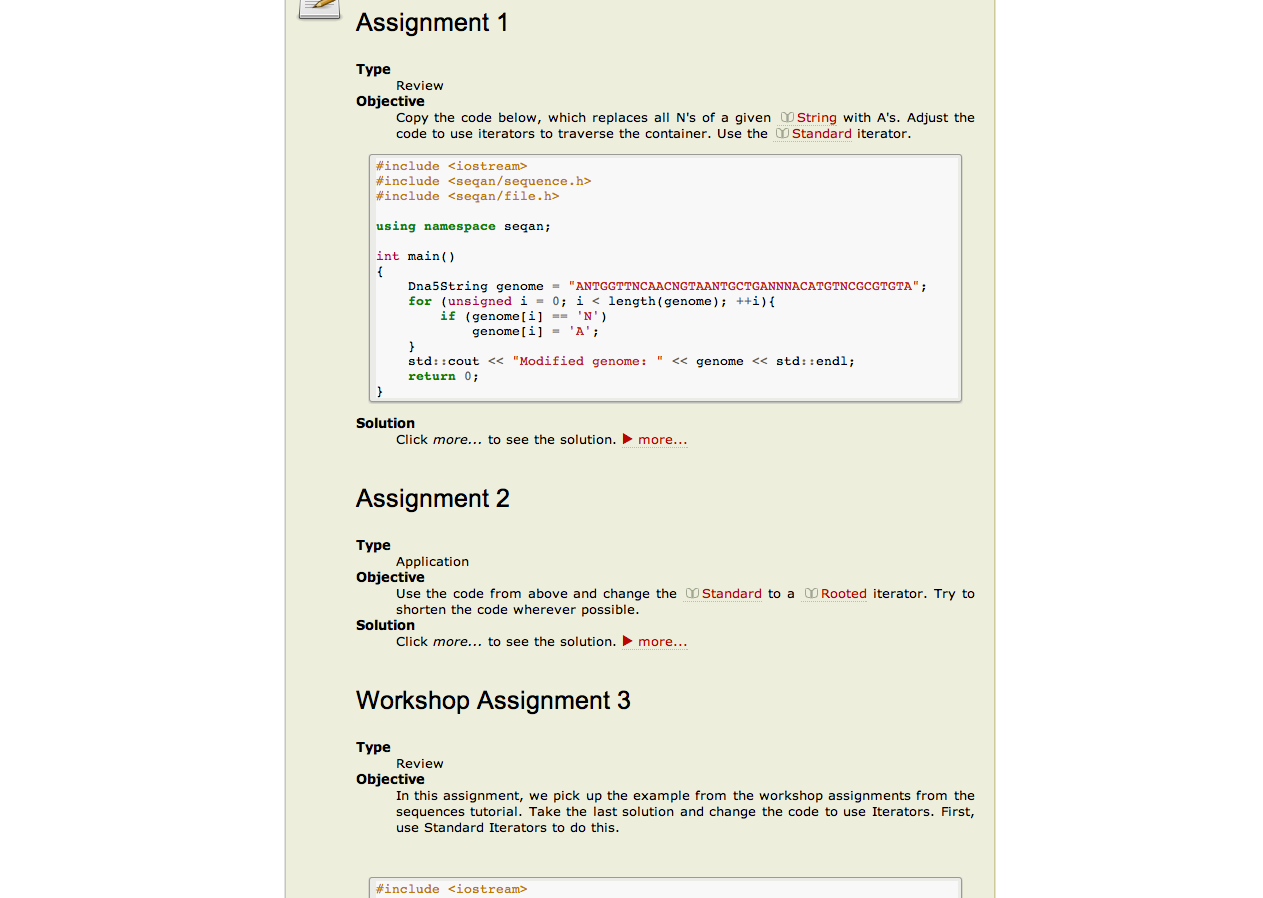 Assignment 1
Type
Review
Objective
Copy the code below, which replaces all N's of a given String with A's. Adjust the
code to use iterators to traverse the container. Use the Standard iterator.
#include <iostream>
#include <seqan/sequence.h>
#include <seqan/file.h>
using namespace seqan;
int main()
{
    Dna5String genome = "ANTGGTTNCAACNGTAANTGCTGANNNACATGTNCGCGTGTA";
    for (unsigned i = 0; i < length(genome); ++i){
        if (genome[i] == 'N')
            genome[i] = 'A';
    }
    std::cout << "Modified genome: " << genome << std::endl;
    return 0;
}
Solution
Click more... to see the solution. ▶ more...
Assignment 2
Type
Application
Objective
Use the code from above and change the Standard to a Rooted iterator. Try to
shorten the code wherever possible.
Solution
Click more... to see the solution. ▶ more...
Workshop Assignment 3
Type
Review
Objective
In this assignment, we pick up the example from the workshop assignments from the
sequences tutorial. Take the last solution and change the code to use Iterators. First,
use Standard Iterators to do this.
#include <iostream>